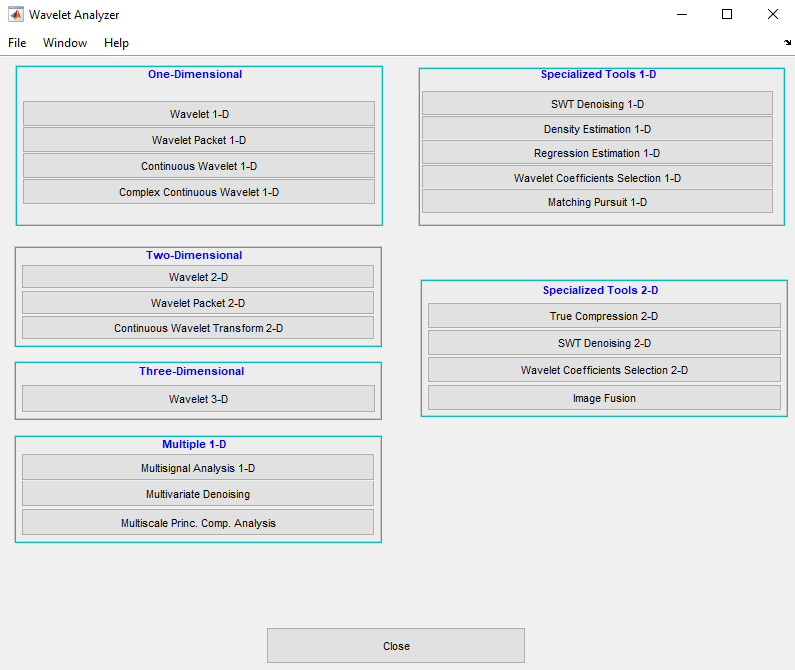 Wavelet Analyzer
File Window Help
One-Dimensional
Wavelet 1-D
Wavelet Packet 1-D
Continuous Wavelet 1-D
Complex Continuous Wavelet 1-D
Two-Dimensional
Wavelet 2-D
Wavelet Packet 2-D
Continuous Wavelet Transform 2-D
Three-Dimensional
Wavelet 3-D
Multiple 1-D
Multisignal Analysis 1-D
Multivariate Denoising
Multiscale Princ. Comp. Analysis
Specialized Tools 1-D
SWT Denoising 1-D
Density Estimation 1-D
Regression Estimation 1-D
Wavelet Coefficients Selection 1-D
Matching Pursuit 1-D
Specialized Tools 2-D
True Compression 2-D
SWT Denoising 2-D
Wavelet Coefficients Selection 2-D
Image Fusion
Close